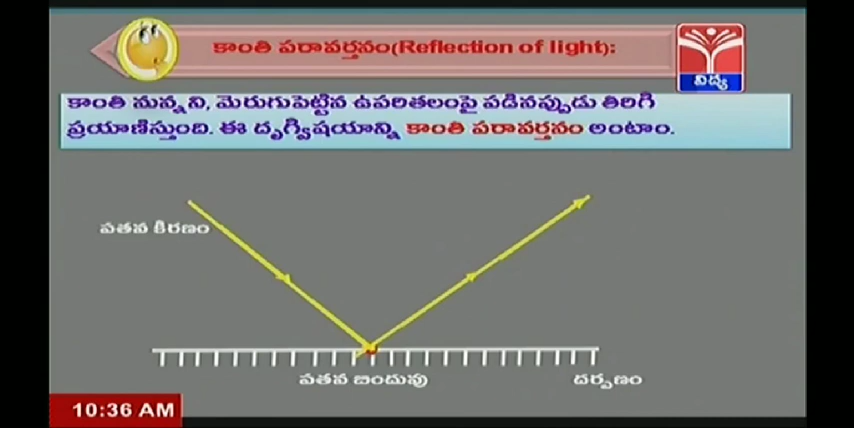 కాంతి పరావర్తనం(Reflection of light):
విద్య
కాంతి నున్నని, మెరుగుపెట్టిన ఉపరితలంపై పడినప్పుడు తిరిగి
ప్రయాణిస్తుంది. ఈ దృగ్విషయాన్ని కాంతి పరావర్తనం అంటాం.
పతన కిరణం
పతన బిందువు
దర్పణం
10:36 AM